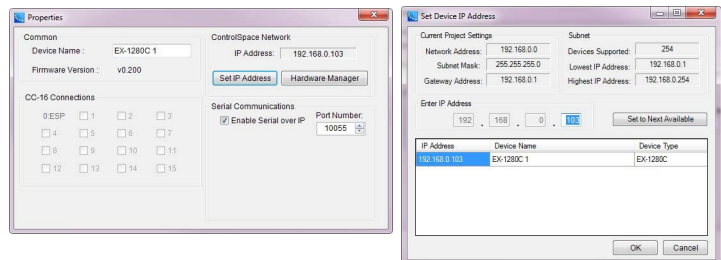 Properties
Common
Device Name : EX-1280C 1
Firmware Version : v0.200
CC-16 Connections
0:ESP 1 2 3
4 5 6 7
8 9 10 11
12 13 14 15
ControlSpace Network
IP Address: 192.168.0.103
Set IP Address Hardware Manager
Serial Communications
Enable Serial over IP Port Number:
10055
Set Device IP Address
Current Project Settings
Network Address: 192.168.0.0
Subnet Mask: 255.255.255.0
Gateway Address: 192.168.0.1
Subnet
Devices Supported: 254
Lowest IP Address: 192.168.0.1
Highest IP Address: 192.168.0.254
Enter IP Address
192 . 168 . 0 . 103 Set to Next Available
IP Address Device Name Device Type
192.168.0.103 EX-1280C 1 EX-1280C
OK Cancel